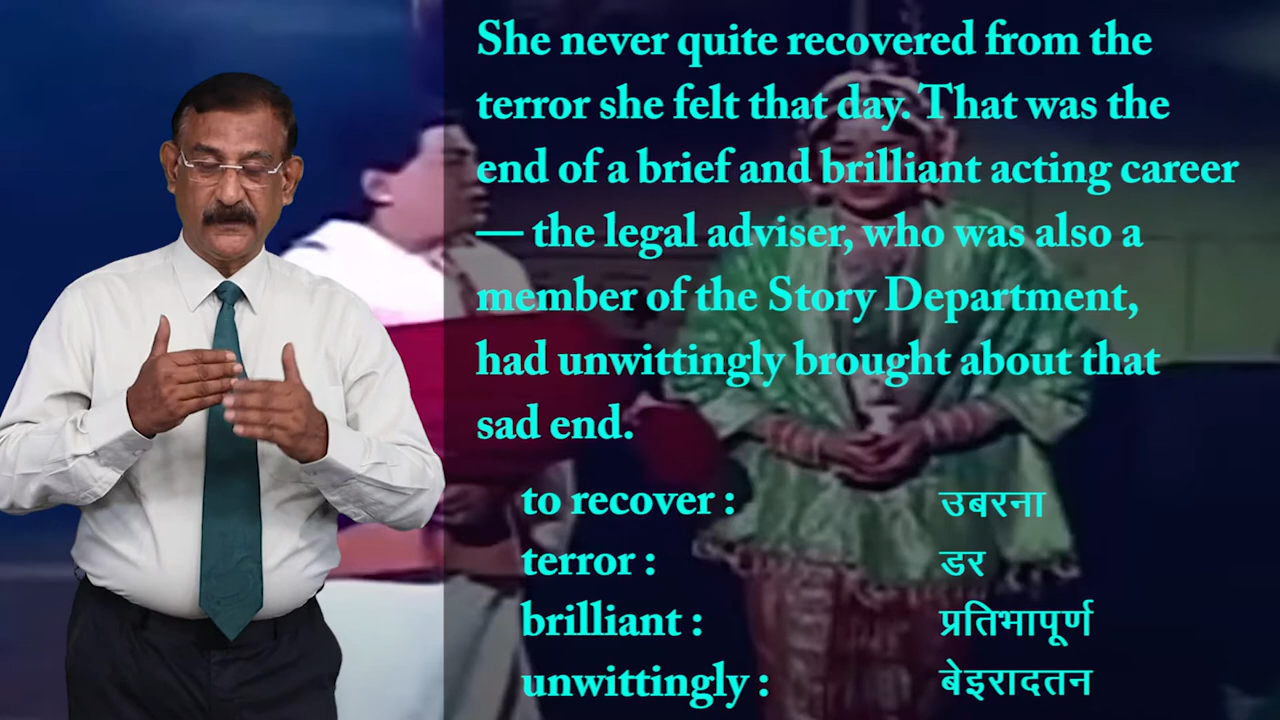 She never quite recovered from the
terror she felt that day. That was the
end of a brief and brilliant acting career
— the legal adviser, who was also a
member of the Story Department,
had unwittingly brought about that
sad end.
to recover : उबरना
terror : डर
brilliant : प्रतिभापूर्ण
unwittingly : बेइरादतन